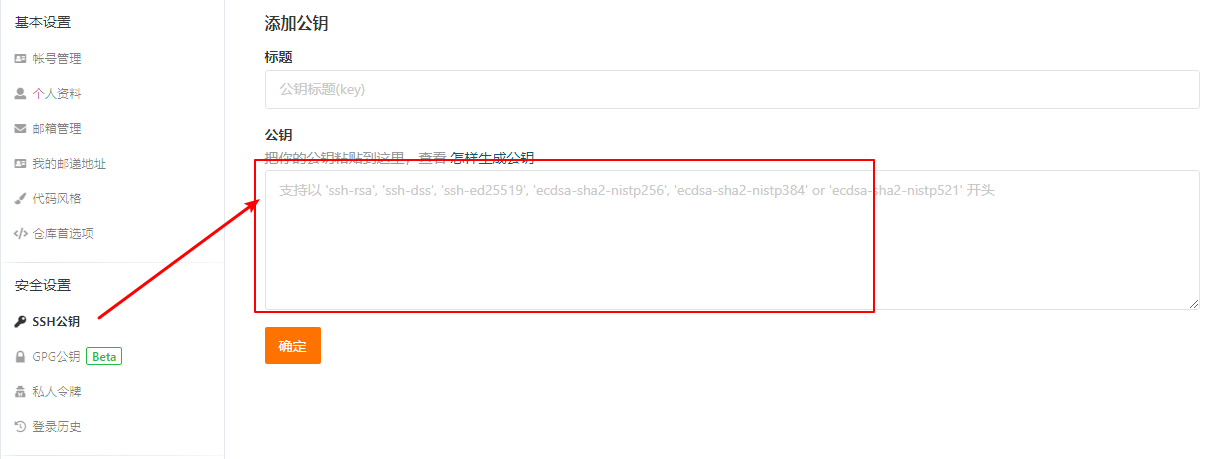 基本设置
帐号管理
个人资料
邮箱管理
我的邮递地址
代码风格
仓库首选项
安全设置
SSH公钥
GPG公钥 Beta
私人令牌
登录历史
添加公钥
标题
公钥标题(key)
公钥
把你的公钥粘贴到这里，查看 怎样生成公钥
支持以 'ssh-rsa', 'ssh-dss', 'ssh-ed25519', 'ecdsa-sha2-nistp256', 'ecdsa-sha2-nistp384' or 'ecdsa-sha2-nistp521' 开头
确定